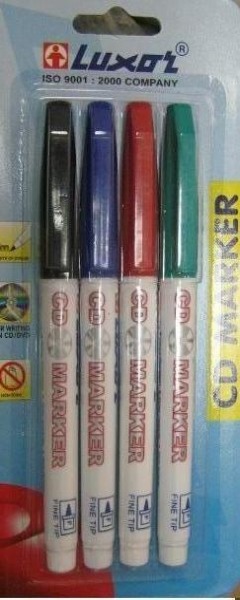 Luxor®
ISO 9001 : 2000 COMPANY
CD MARKER
CD MARKER
FINE TIP
CD MARKER
FINE TIP
CD MARKER
FINE TIP
CD MARKER
FINE TIP